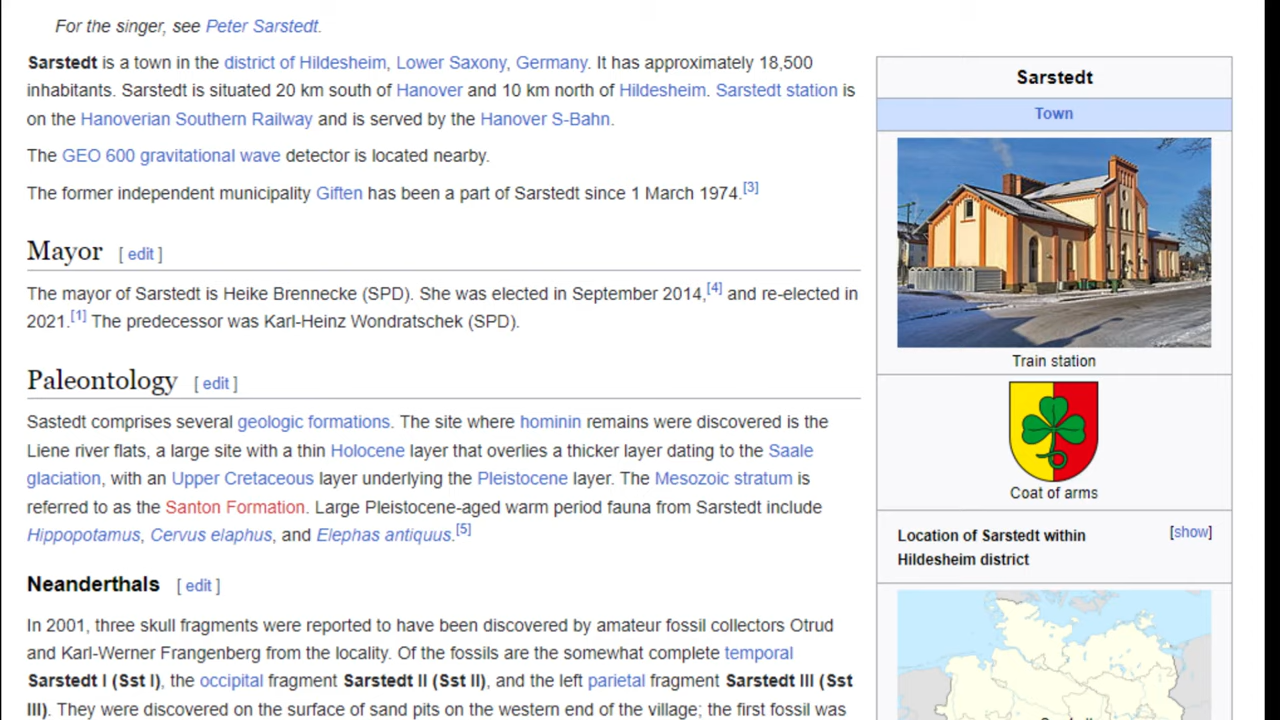 For the singer, see Peter Sarstedt.
Sarstedt is a town in the district of Hildesheim, Lower Saxony, Germany. It has approximately 18,500
inhabitants. Sarstedt is situated 20 km south of Hanover and 10 km north of Hildesheim. Sarstedt station is
on the Hanoverian Southern Railway and is served by the Hanover S-Bahn.
The GEO 600 gravitational wave detector is located nearby.
The former independent municipality Giften has been a part of Sarstedt since 1 March 1974.[3]
Mayor [ edit ]
The mayor of Sarstedt is Heike Brennecke (SPD). She was elected in September 2014,[4] and re-elected in
2021.[1] The predecessor was Karl-Heinz Wondratschek (SPD).
Paleontology [ edit ]
Sastedt comprises several geologic formations. The site where hominin remains were discovered is the
Liene river flats, a large site with a thin Holocene layer that overlies a thicker layer dating to the Saale
glaciation, with an Upper Cretaceous layer underlying the Pleistocene layer. The Mesozoic stratum is
referred to as the Santon Formation. Large Pleistocene-aged warm period fauna from Sarstedt include
Hippopotamus, Cervus elaphus, and Elephas antiquus.[5]
Neanderthals [ edit ]
In 2001, three skull fragments were reported to have been discovered by amateur fossil collectors Otrud
and Karl-Werner Frangenberg from the locality. Of the fossils are the somewhat complete temporal
Sarstedt I (Sst I), the occipital fragment Sarstedt II (Sst II), and the left parietal fragment Sarstedt III (Sst
III). They were discovered on the surface of sand pits on the western end of the village; the first fossil was
Sarstedt
Town
Train station
Coat of arms
Location of Sarstedt within [show]
Hildesheim district